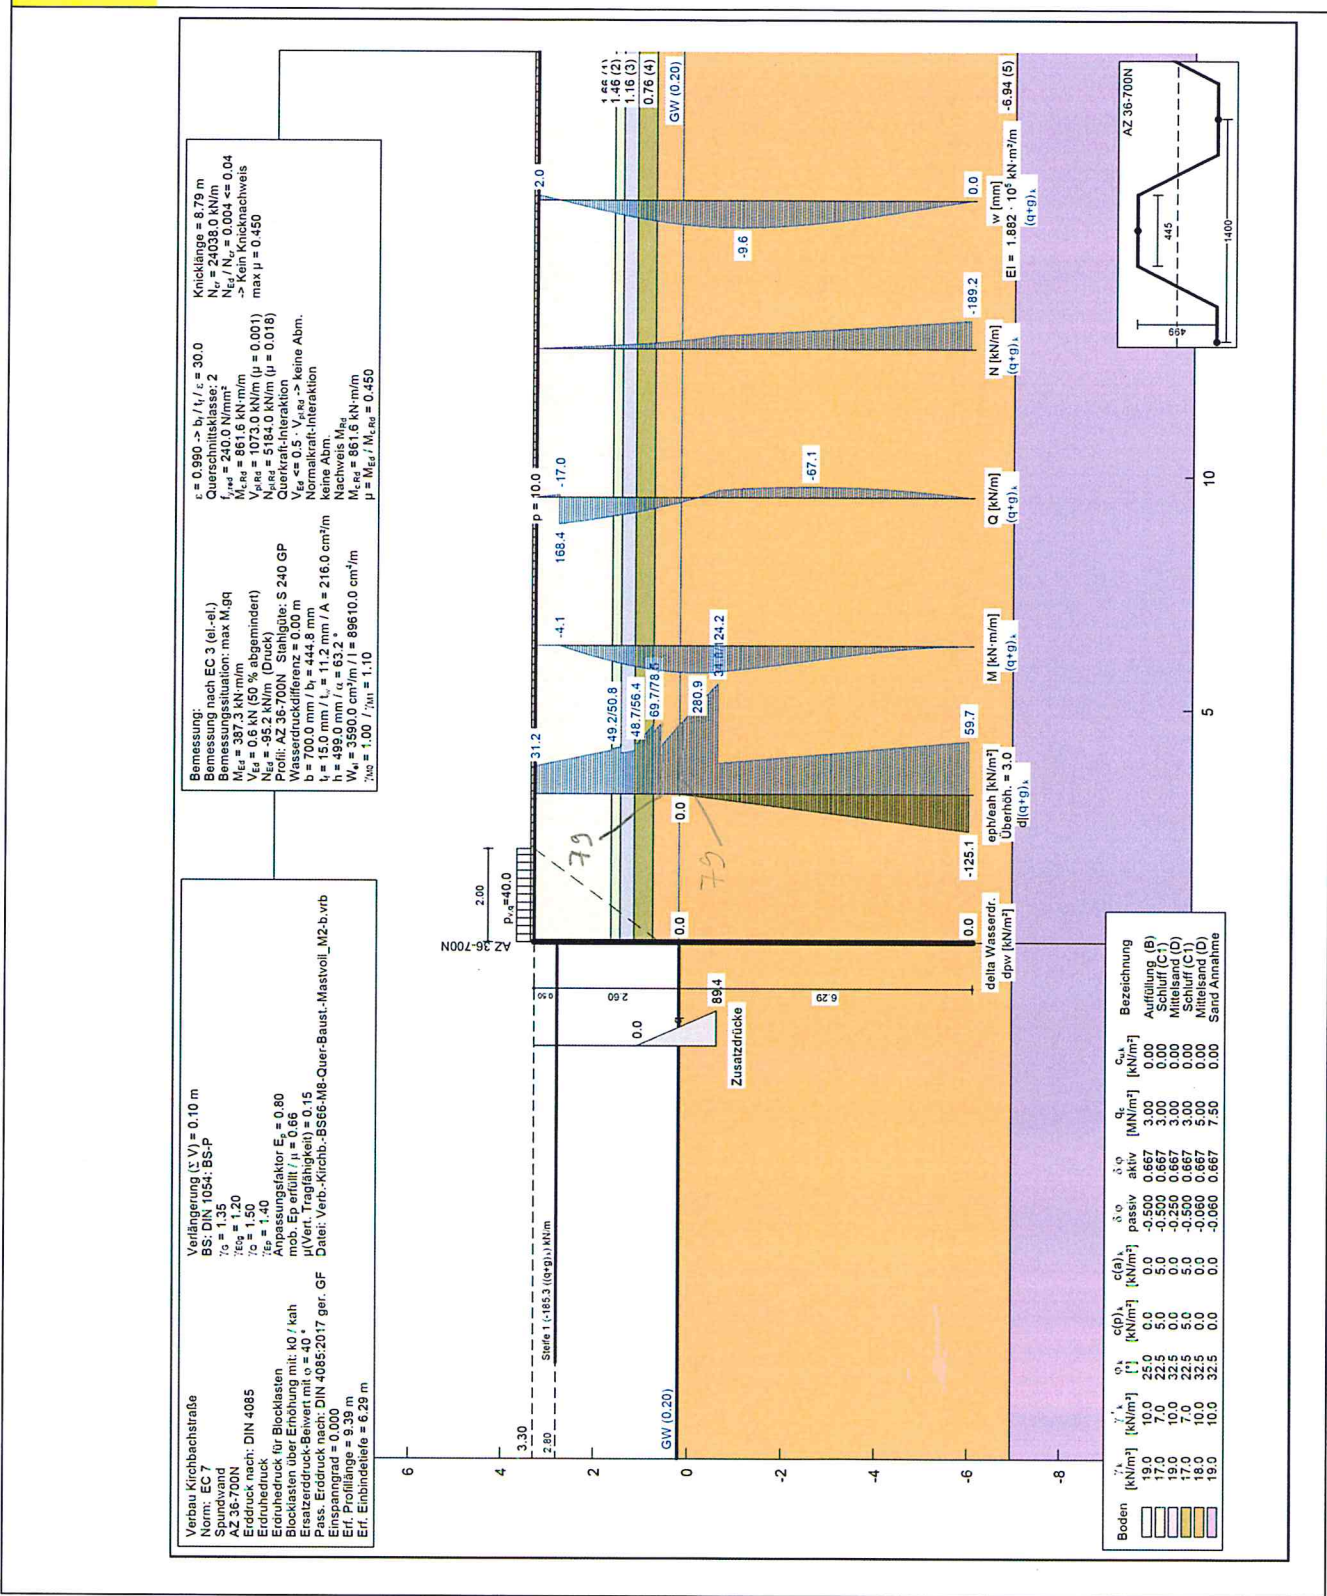 Verbau Kirchbachstraße
Norm: EC 7
Spundwand
AZ 36-700N
Erddruck nach: DIN 4085
Erdruhedruck
Erdruhedruck für Blocklasten
Blocklasten über Erhöhung mit: k0 / kah
Ersatzerddruck-Beiwert mit φ = 40 °
Pass. Erddruck nach: DIN 4085:2017 ger. GF
Einspanngrad = 0.000
Erf. Profillänge = 9.39 m
Erf. Einbindetiefe = 6.29 m
Verlängerung (Σ V) = 0.10 m
BS: DIN 1054: BS-P
γG = 1.35
γE0g = 1.20
γQ = 1.50
γEp = 1.40
Anpassungsfaktor Ep = 0.80
mob. Ep erfüllt / μ = 0.66
μ(Vert. Tragfähigkeit) = 0.15
Datei: Verb.-Kirchb.-BS66-M8-Quer-Baust.-Mastvoll_M2-b.vrb
Bemessung:
Bemessung nach EC 3 (el.-el.)
Bemessungssituation: max M,gq
MEd = 387.3 kN·m/m
VEd = 0.6 kN (50 % abgemindert)
NEd = -95.2 kN/m (Druck)
Profil: AZ 36-700N Stahlgüte: S 240 GP
Wasserdruckdifferenz = 0.00 m
b = 700.0 mm / bf = 444.8 mm
tf = 15.0 mm / tw = 11.2 mm / A = 216.0 cm²/m
h = 499.0 mm / α = 63.2 °
Wel = 3590.0 cm³/m / I = 89610.0 cm⁴/m
γM0 = 1.00 / γM1 = 1.10
ε = 0.990 -> bf / tf / ε = 30.0
Querschnittsklasse: 2
fy,red = 240.0 N/mm²
Mc,Rd = 861.6 kN·m/m
Vpl,Rd = 1073.0 kN/m (μ = 0.001)
Npl,Rd = 5184.0 kN/m (μ = 0.018)
Querkraft-Interaktion
VEd <= 0.5 · Vpl,Rd -> keine Abm.
Normalkraft-Interaktion
keine Abm.
Nachweis MRd
Mc,Rd = 861.6 kN·m/m
μ = MEd / Mc,Rd = 0.450
Knicklänge = 8.79 m
Ncr = 24038.0 kN/m
NEd / Ncr = 0.004 <= 0.04
-> Kein Knicknachweis
max μ = 0.450
6
4
2
0
-2
-4
-6
-8
3.30
2.80
Steife 1 (-185.3 ((q+g)k) kN/m
GW (0.20)
AZ 36-700N
2.00
pv,q=40.0
0.50
2.60
6.29
0.0
q
89.4
Zusatzdrücke
0.0
0.0
delta Wasserdr.
dpw [kN/m²]
79
79
31.2
49.2/50.8
48.7/56.4
280.9
0.0
-125.1
59.7
eph/eah [kN/m²]
Überhöh. = 3.0
d[(q+g)k
-4.1
M [kN·m/m]
(q+g)k
p = 10.0
168.4
-17.0
-67.1
Q [kN/m]
(q+g)k
-189.2
N [kN/m]
(q+g)k
2.0
-9.6
0.0
w [mm]
EI = 1.882 · 10⁵ kN·m²/m
(q+g)k
1.46 (2)
1.16 (3)
0.76 (4)
GW (0.20)
-6.94 (5)
5
10
AZ 36-700N
499
445
1400
Boden γk [kN/m³] γ'k [kN/m³] φk [°] c(p)k [kN/m²] c(a)k [kN/m²] δ/φ passiv δ/φ aktiv qc [MN/m²] cu,k [kN/m²] Bezeichnung
19.0 10.0 25.0 0.0 0.0 -0.500 0.667 3.00 0.00 Auffüllung (B)
17.0 7.0 22.5 5.0 5.0 -0.500 0.667 3.00 0.00 Schluff (C1)
19.0 10.0 32.5 0.0 0.0 -0.250 0.667 3.00 0.00 Mittelsand (D)
17.0 7.0 22.5 5.0 5.0 -0.500 0.667 3.00 0.00 Schluff (C1)
18.0 10.0 32.5 0.0 0.0 -0.060 0.667 5.00 0.00 Mittelsand (D)
19.0 10.0 32.5 0.0 0.0 -0.060 0.667 7.50 0.00 Sand Annahme